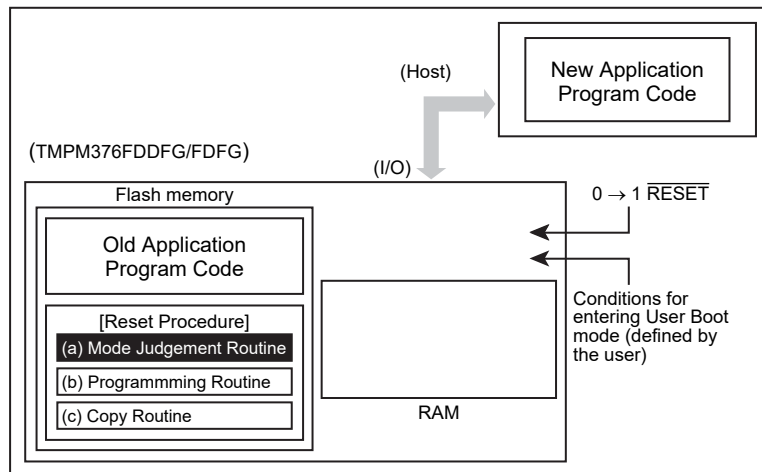 (Host)
New Application
Program Code
(TMPM376FDDFG/FDFG)
(I/O)
Flash memory
0 → 1 RESET
Old Application
Program Code
Conditions for
entering User Boot
mode (defined by
the user)
[Reset Procedure]
(a) Mode Judgement Routine
(b) Programmming Routine
(c) Copy Routine
RAM